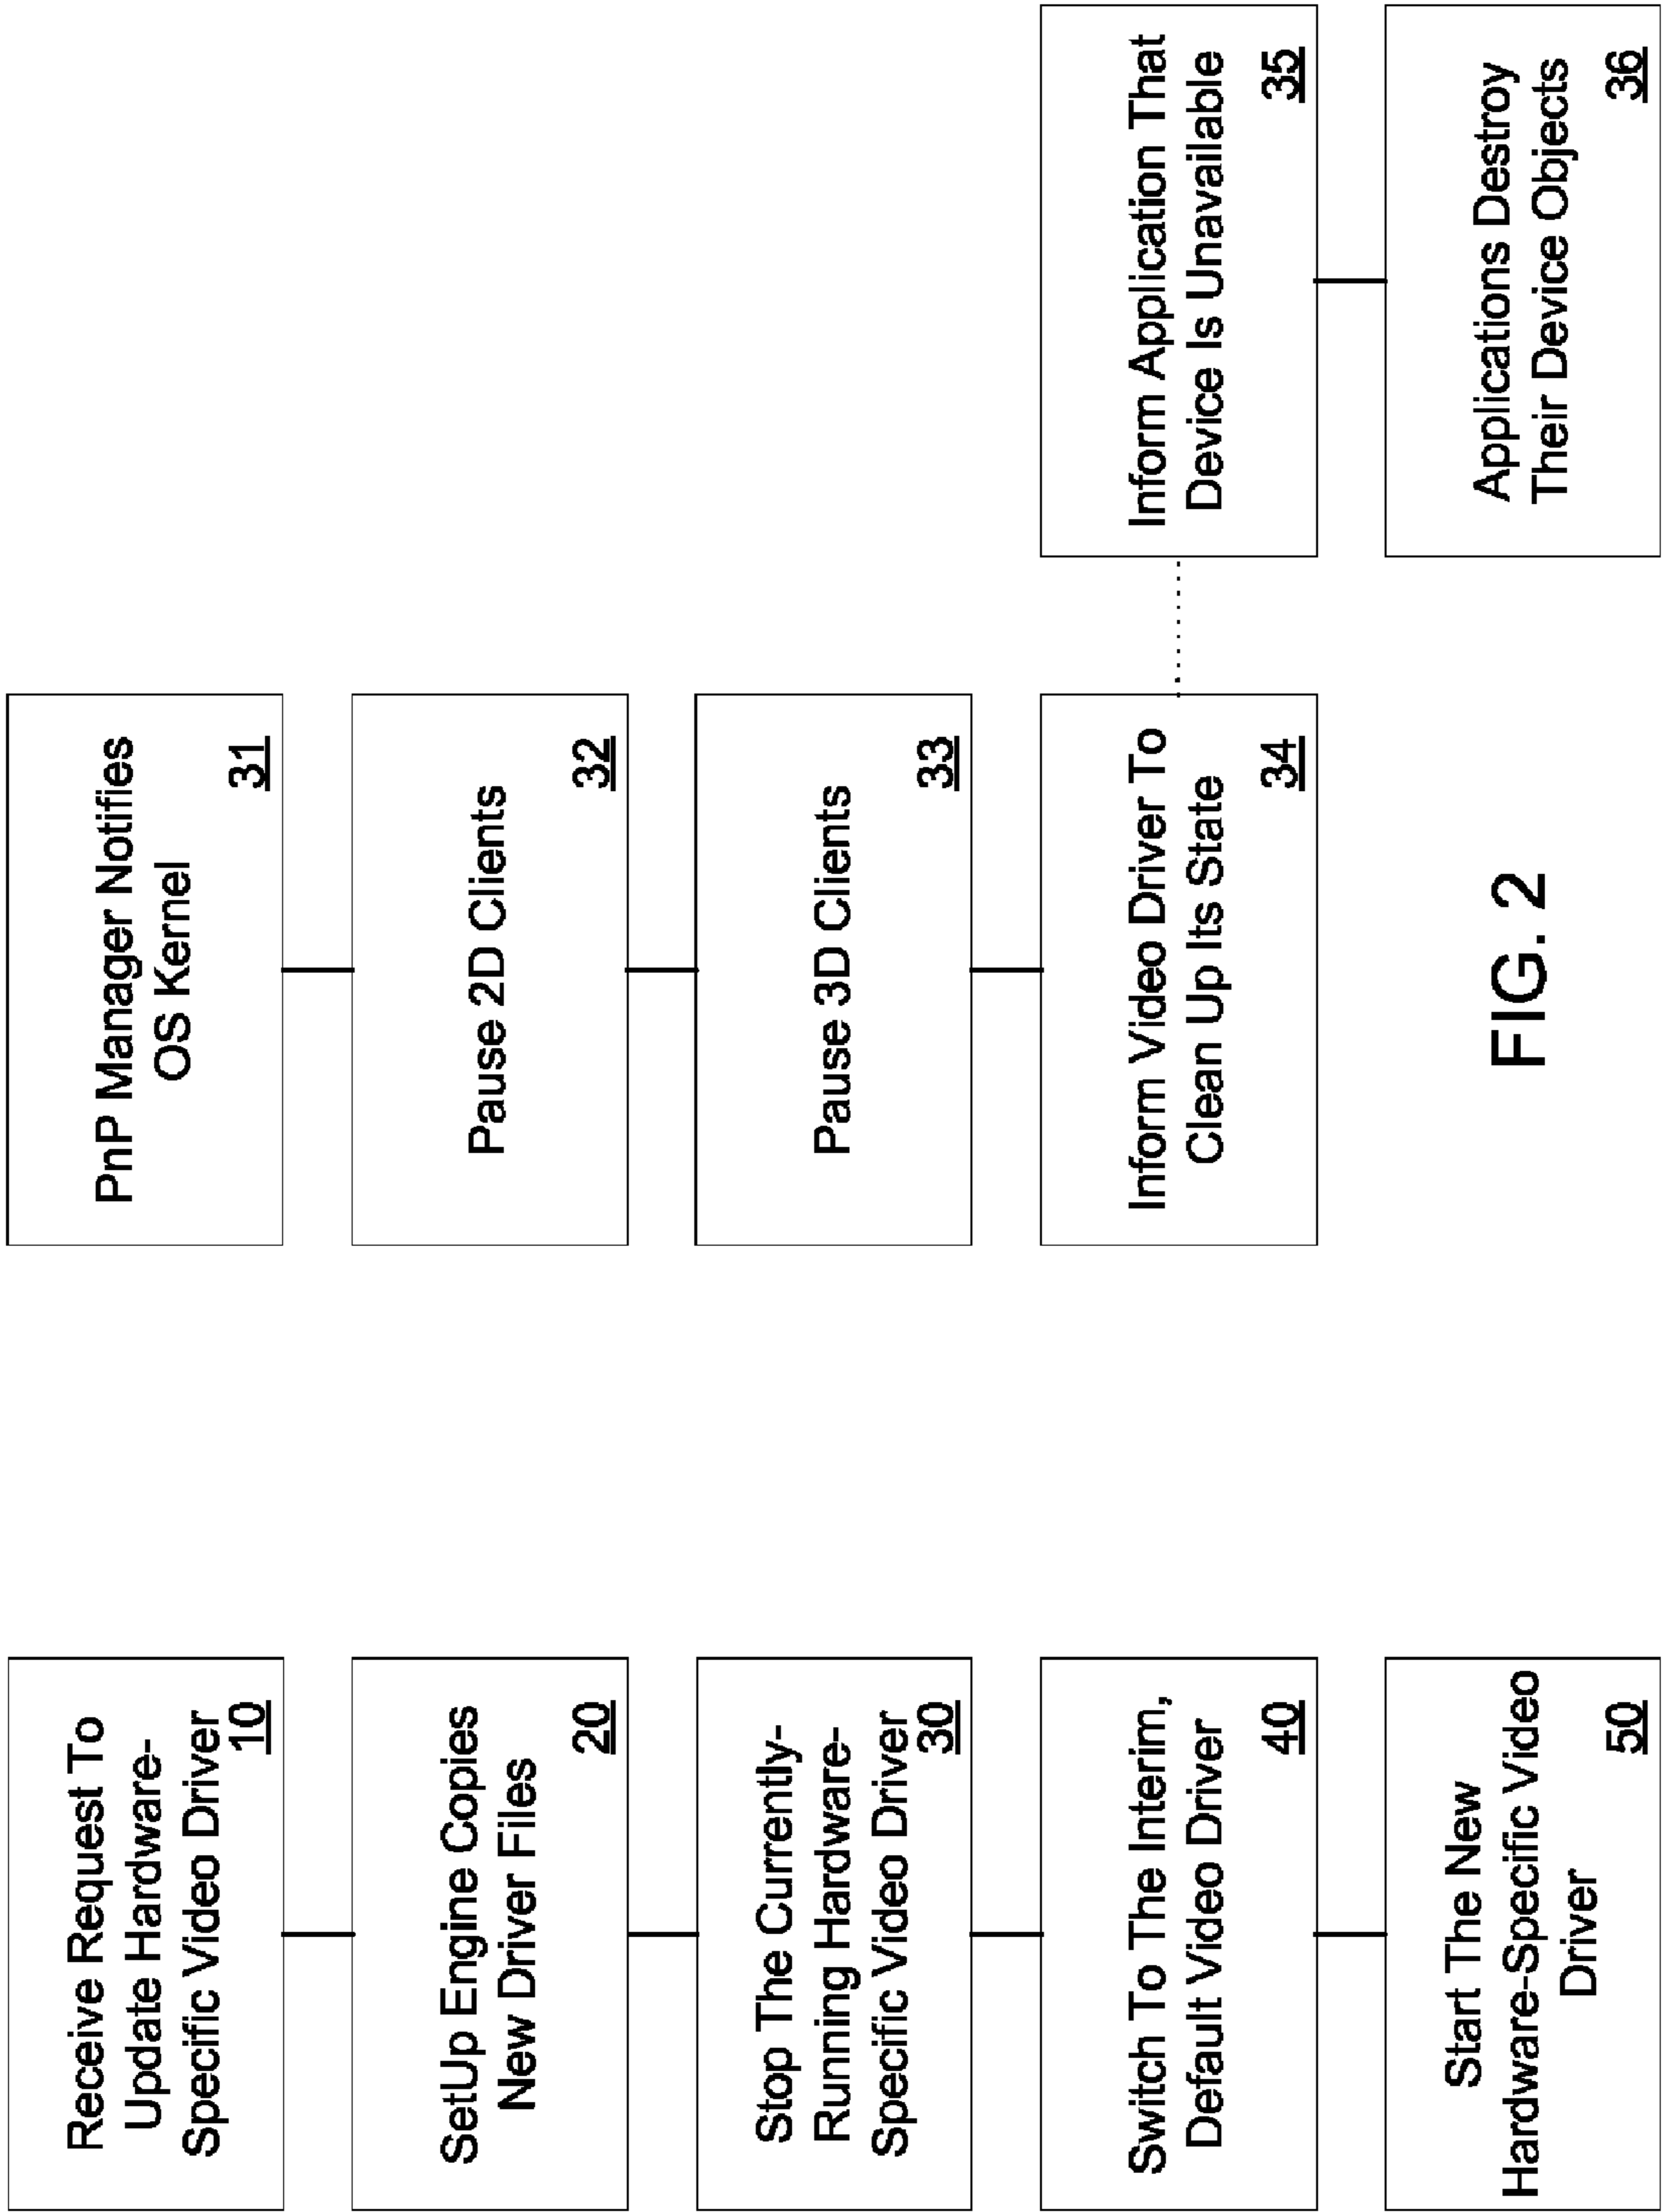 Receive Request To
Update Hardware-
Specific Video Driver
10
SetUp Engine Copies
New Driver Files
20
Stop The Currently-
Running Hardware-
Specific Video Driver
30
Switch To The Interim,
Default Video Driver
40
Start The New
Hardware-Specific Video
Driver
50
PnP Manager Notifies
OS Kernel
31
Pause 2D Clients
32
Pause 3D Clients
33
Inform Video Driver To
Clean Up Its State
34
Inform Application That
Device Is Unavailable
35
Applications Destroy
Their Device Objects
36
FIG. 2